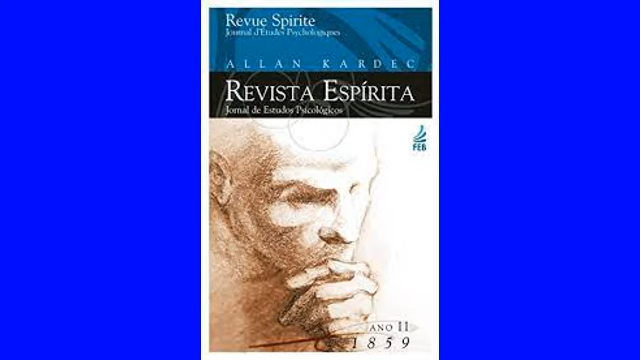 Revue Spirite
Journal d'Études Psychologiques
ALLAN KARDEC
REVISTA ESPÍRITA
Jornal de Estudos Psicológicos
FEB
ANO II
1859